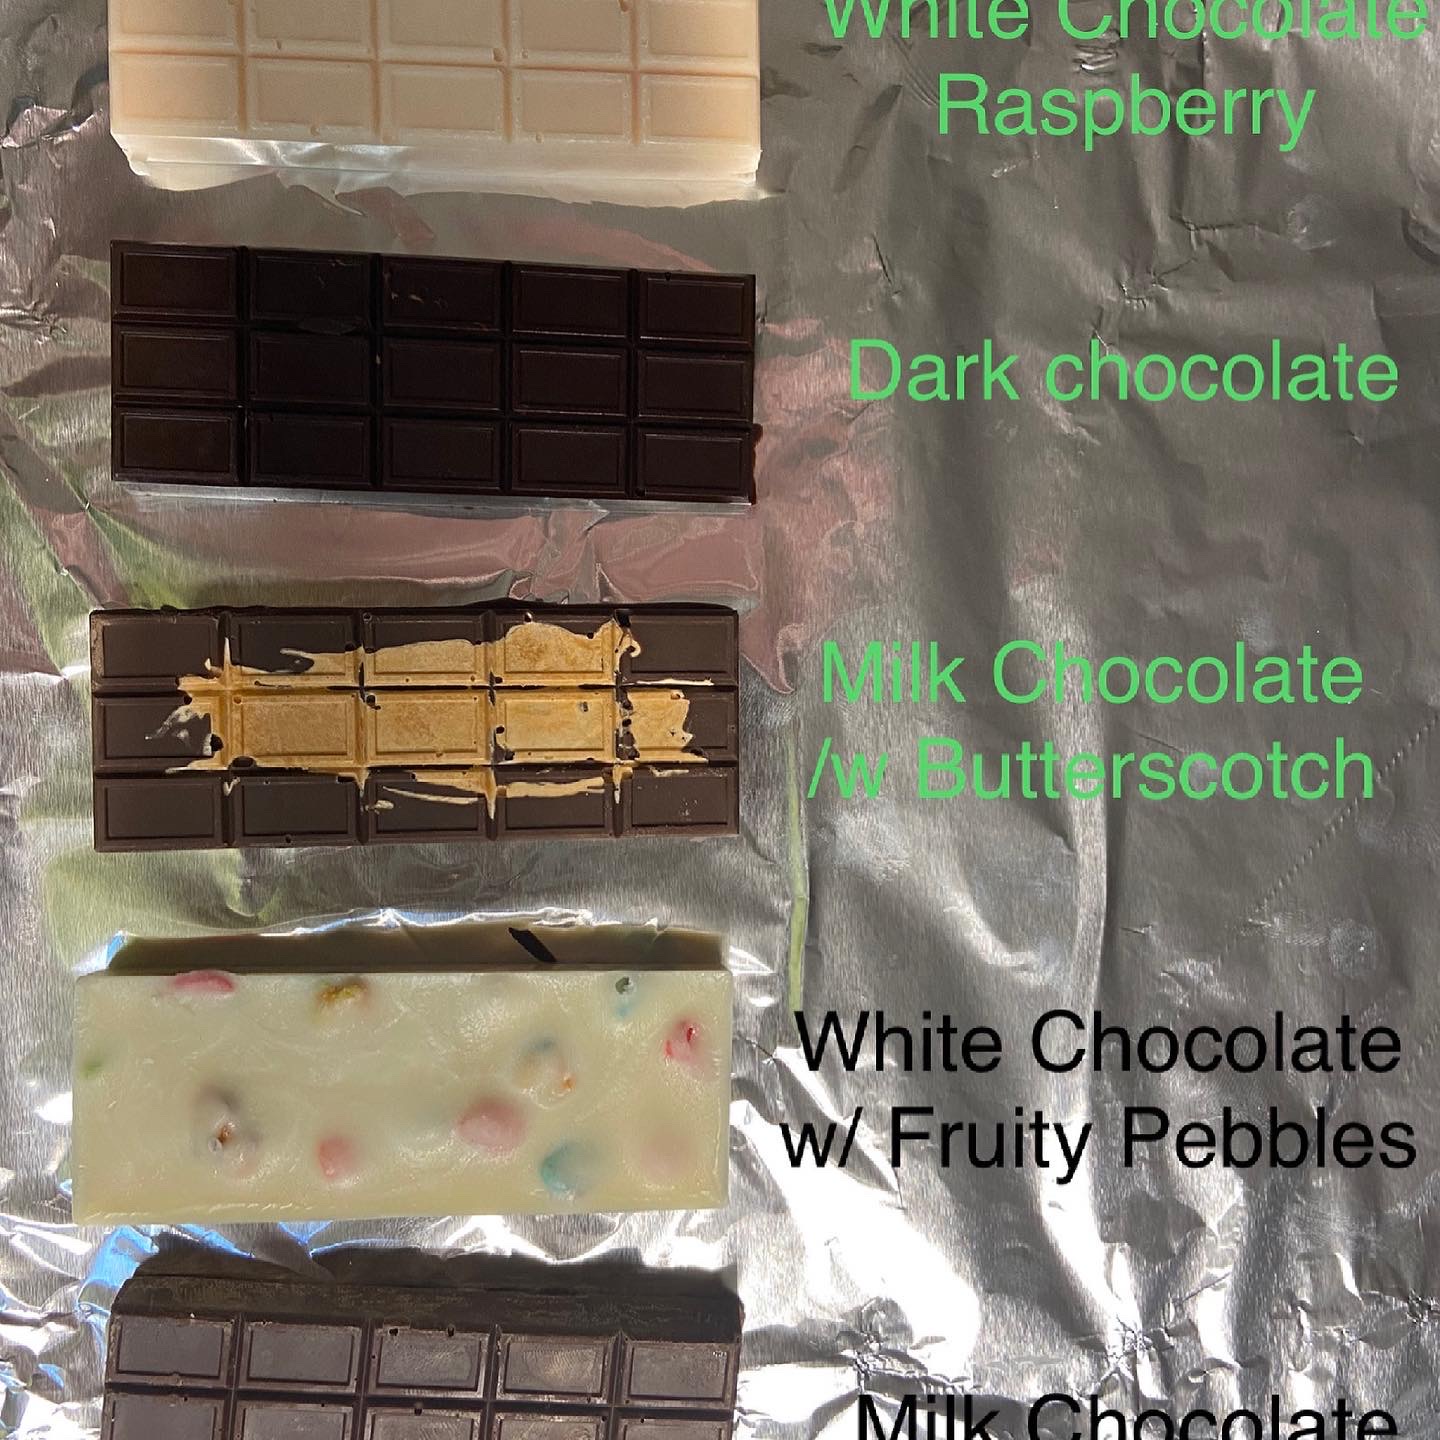 White Chocolate
Raspberry
Dark chocolate
Milk Chocolate
/w Butterscotch
White Chocolate
w/ Fruity Pebbles
Milk Chocolate